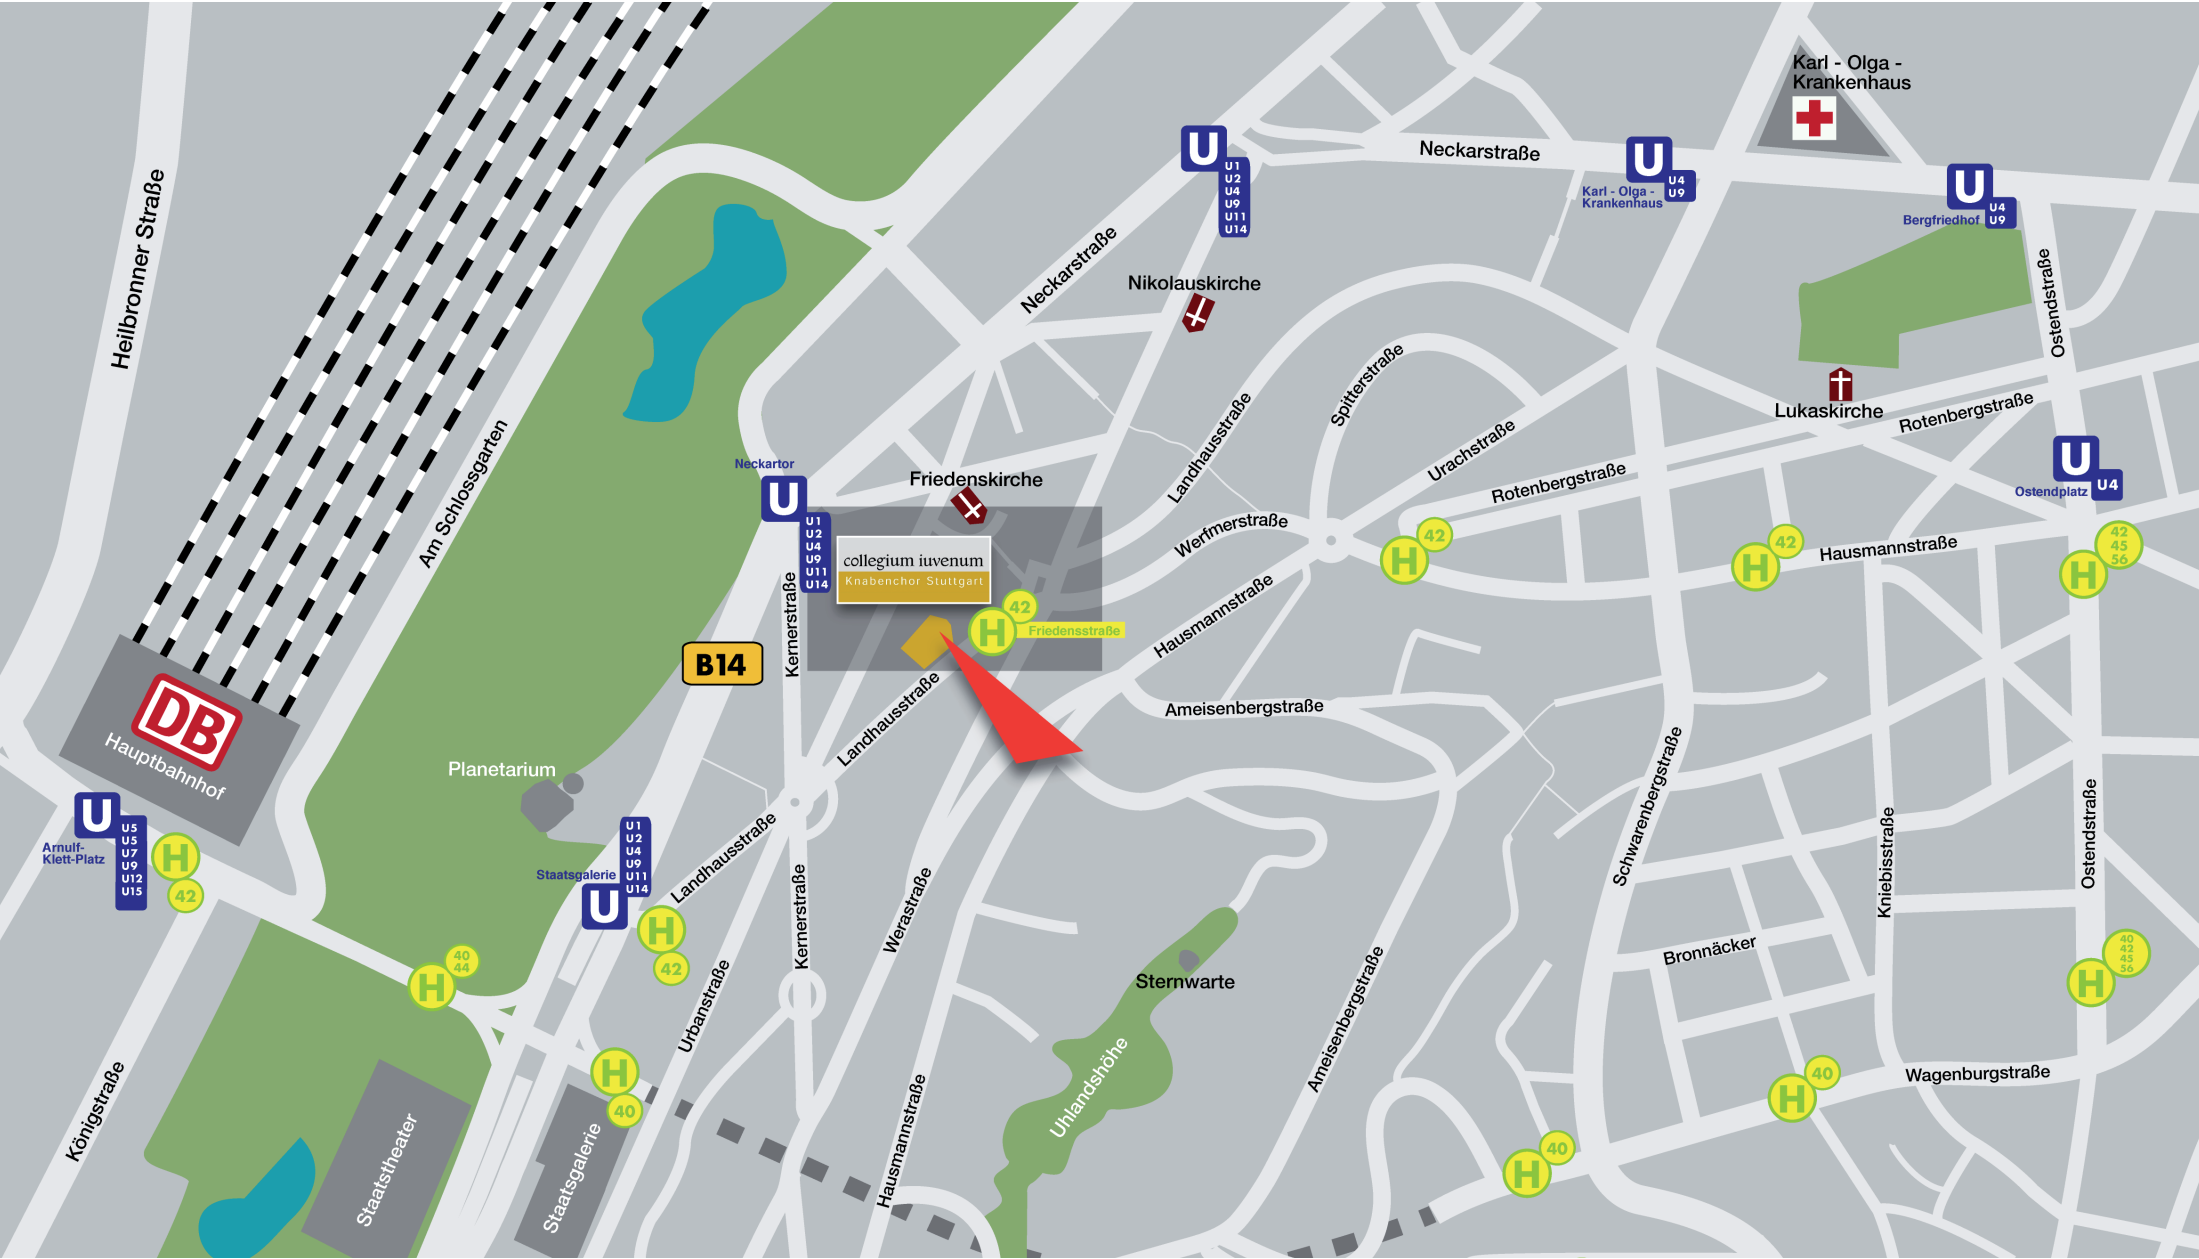 Karl - Olga -
Krankenhaus
U
U1
U2
U4
U9
U11
U14
Neckarstraße
U
U4
U9
Karl - Olga -
Krankenhaus
U
U4
U9
Bergfriedhof
Heilbronner Straße
Neckarstraße
Nikolauskirche
Ostendstraße
Spitterstraße
Landhausstraße
Lukaskirche
Rotenbergstraße
Urachstraße
Am Schlossgarten
Neckartor
U
U1
U2
U4
U9
U11
U14
Friedenskirche
Rotenbergstraße
U
U4
Ostendplatz
Werfmerstraße
42
H
42
H
Hausmannstraße
42
45
56
H
collegium iuvenum
Knabenchor Stuttgart
42
H
Friedensstraße
Kernerstraße
Hausmannstraße
B14
DB
Hauptbahnhof
Landhausstraße
Ameisenbergstraße
Planetarium
Schwarenbergstraße
Ostendstraße
Kniebisstraße
U
Arnulf-
Klett-Platz
U5
U5
U7
U9
U12
U15
H
42
U1
U2
U4
U9
U11
U14
Staatsgalerie
U
Landhausstraße
H
42
Kernerstraße
Werastraße
40
44
H
Urbanstraße
Sternwarte
Ameisenbergstraße
Bronnäcker
40
42
45
56
H
Uhlandshöhe
Königstraße
H
40
Staatstheater
Staatsgalerie
Hausmannstraße
40
H
Wagenburgstraße
40
H